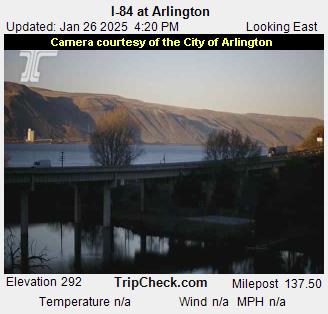 I-84 at Arlington
Updated: Jan 26 2025 4:20 PM Looking East
Camera courtesy of the City of Arlington
Elevation 292 TripCheck.com Milepost 137.50
Temperature n/a Wind n/a MPH n/a